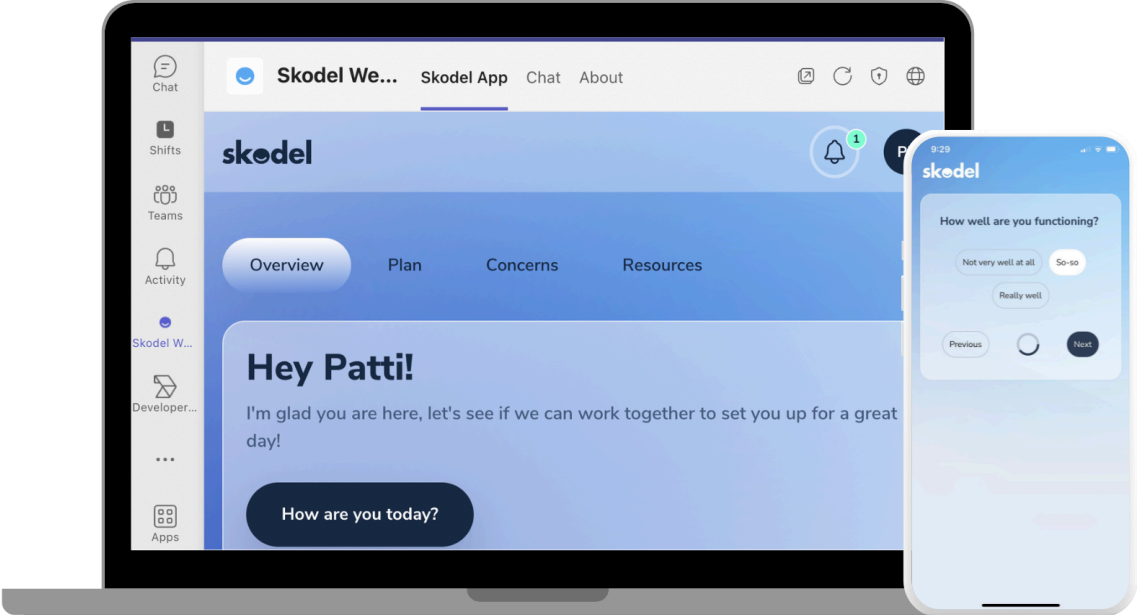 Chat
Shifts
Teams
Activity
Skodel W...
Developer...
Apps
Skodel We... Skodel App Chat About
skodel
1
P
Overview Plan Concerns Resources
Hey Patti!
I'm glad you are here, let's see if we can work together to set you up for a great
day!
How are you today?
9:29
skodel
How well are you functioning?
Not very well at all So-so
Really well
Previous Next